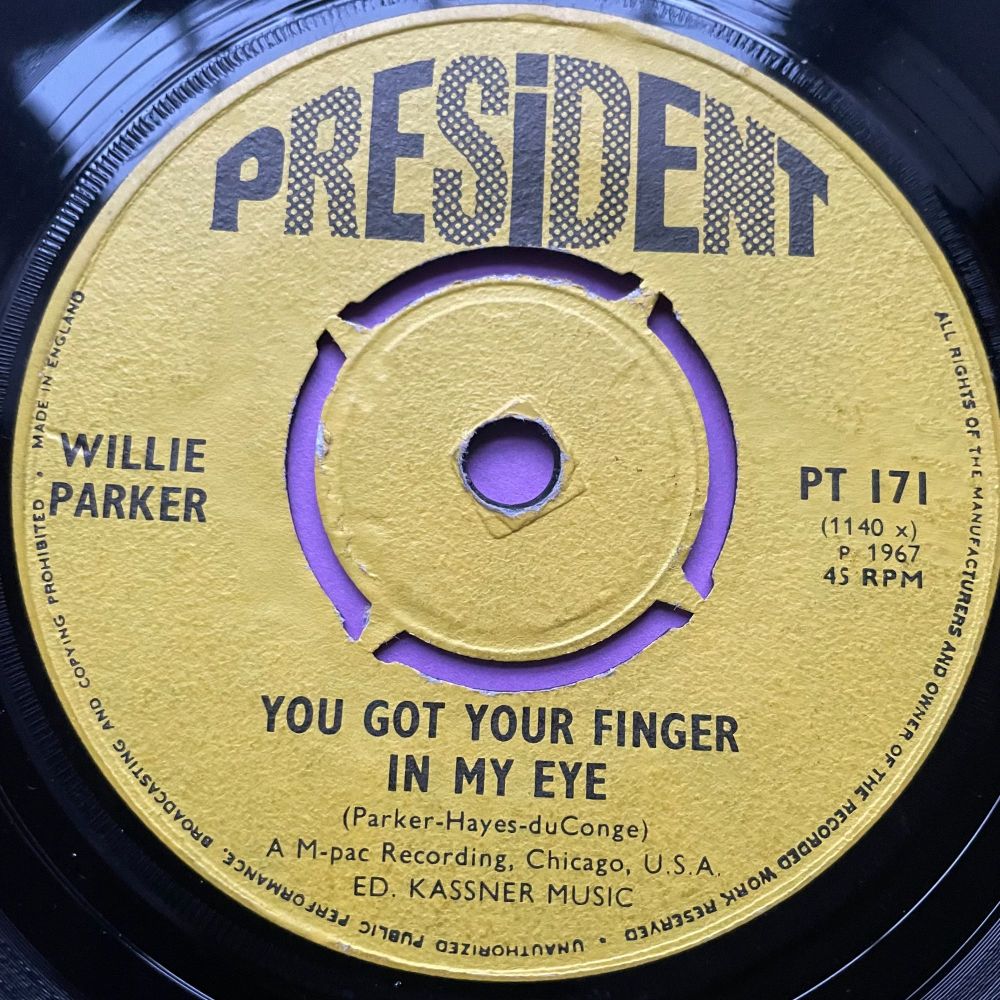 PRESiDENT
WILLIE
PARKER
PT 171
(1140 x)
P 1967
45 RPM
YOU GOT YOUR FINGER
IN MY EYE
(Parker-Hayes-duConge)
A M-pac Recording, Chicago, U.S.A.
ED. KASSNER MUSIC
ALL RIGHTS OF THE MANUFACTURERS AND OWNER OF THE RECORDED WORK RESERVED • UNAUTHORIZED PUBLIC PERFORMANCE, BROADCASTING AND COPYING PROHIBITED • MADE IN ENGLAND